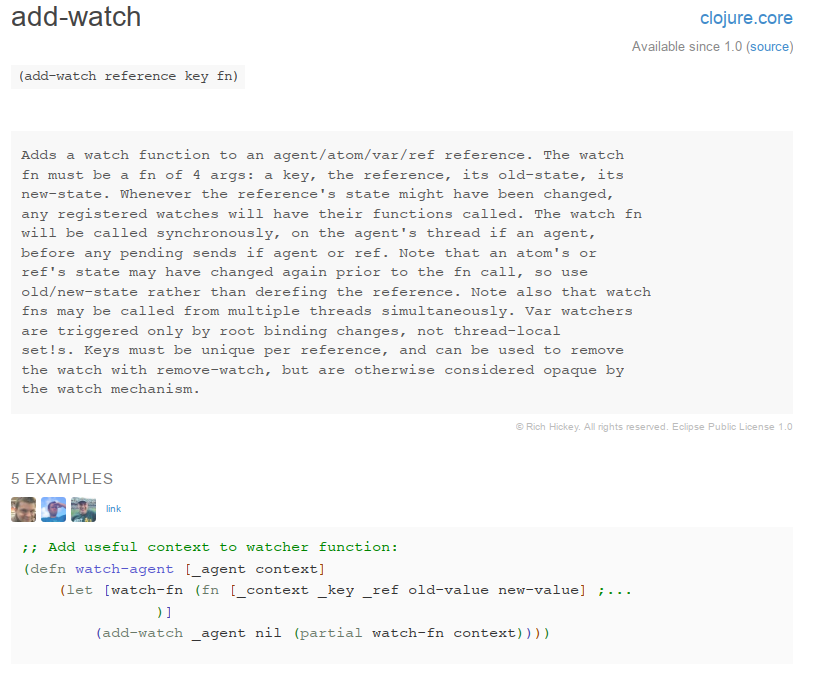 add-watch
clojure.core
Available since 1.0 (source)
(add-watch reference key fn)
Adds a watch function to an agent/atom/var/ref reference. The watch
fn must be a fn of 4 args: a key, the reference, its old-state, its
new-state. Whenever the reference's state might have been changed,
any registered watches will have their functions called. The watch fn
will be called synchronously, on the agent's thread if an agent,
before any pending sends if agent or ref. Note that an atom's or
ref's state may have changed again prior to the fn call, so use
old/new-state rather than derefing the reference. Note also that watch
fns may be called from multiple threads simultaneously. Var watchers
are triggered only by root binding changes, not thread-local
set!s. Keys must be unique per reference, and can be used to remove
the watch with remove-watch, but are otherwise considered opaque by
the watch mechanism.
© Rich Hickey. All rights reserved. Eclipse Public License 1.0
5 EXAMPLES
link
;; Add useful context to watcher function:
(defn watch-agent [_agent context]
(let [watch-fn (fn [_context _key _ref old-value new-value] ;...
)]
(add-watch _agent nil (partial watch-fn context))))